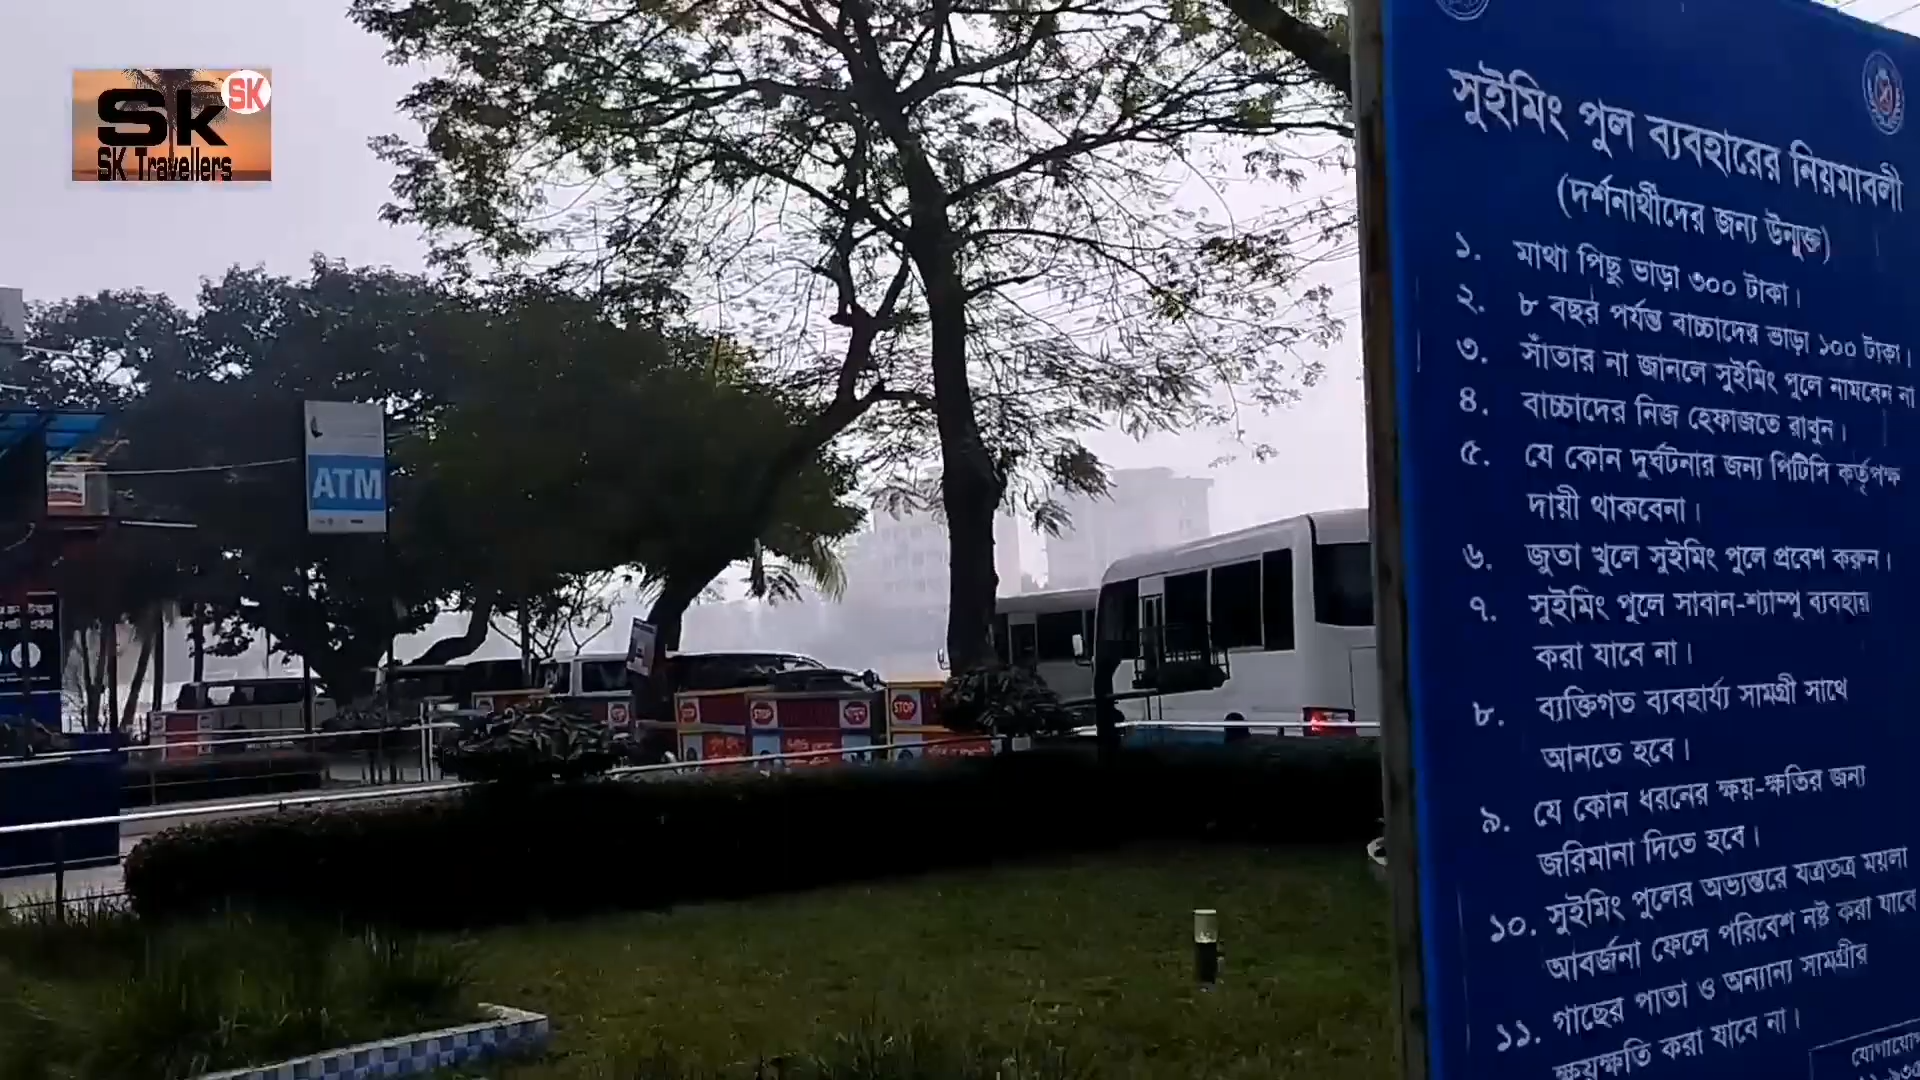 Sk
SK
SK Travellers
ATM
STOP
STOP
STOP
সুইমিং পুল ব্যবহারের নিয়মাবলী
(দর্শনার্থীদের জন্য উন্মুক্ত)
১. মাথা পিছু ভাড়া ৩০০ টাকা।
২. ৮ বছর পর্যন্ত বাচ্চাদের ভাড়া ১০০ টাকা।
৩. সাঁতার না জানলে সুইমিং পুলে নামবেন না
৪. বাচ্চাদের নিজ হেফাজতে রাখুন।
৫. যে কোন দুর্ঘটনার জন্য পিটিসি কর্তৃপক্ষ
দায়ী থাকবেনা।
৬. জুতা খুলে সুইমিং পুলে প্রবেশ করুন।
৭. সুইমিং পুলে সাবান-শ্যাম্পু ব্যবহার
করা যাবে না।
৮. ব্যক্তিগত ব্যবহার্য্য সামগ্রী সাথে
আনতে হবে।
৯. যে কোন ধরনের ক্ষয়-ক্ষতির জন্য
জরিমানা দিতে হবে।
১০. সুইমিং পুলের অভ্যন্তরে যত্রতত্র ময়লা
আবর্জনা ফেলে পরিবেশ নষ্ট করা যাবে
১১. গাছের পাতা ও অন্যান্য সামগ্রীর
ক্ষয়ক্ষতি করা যাবে না।